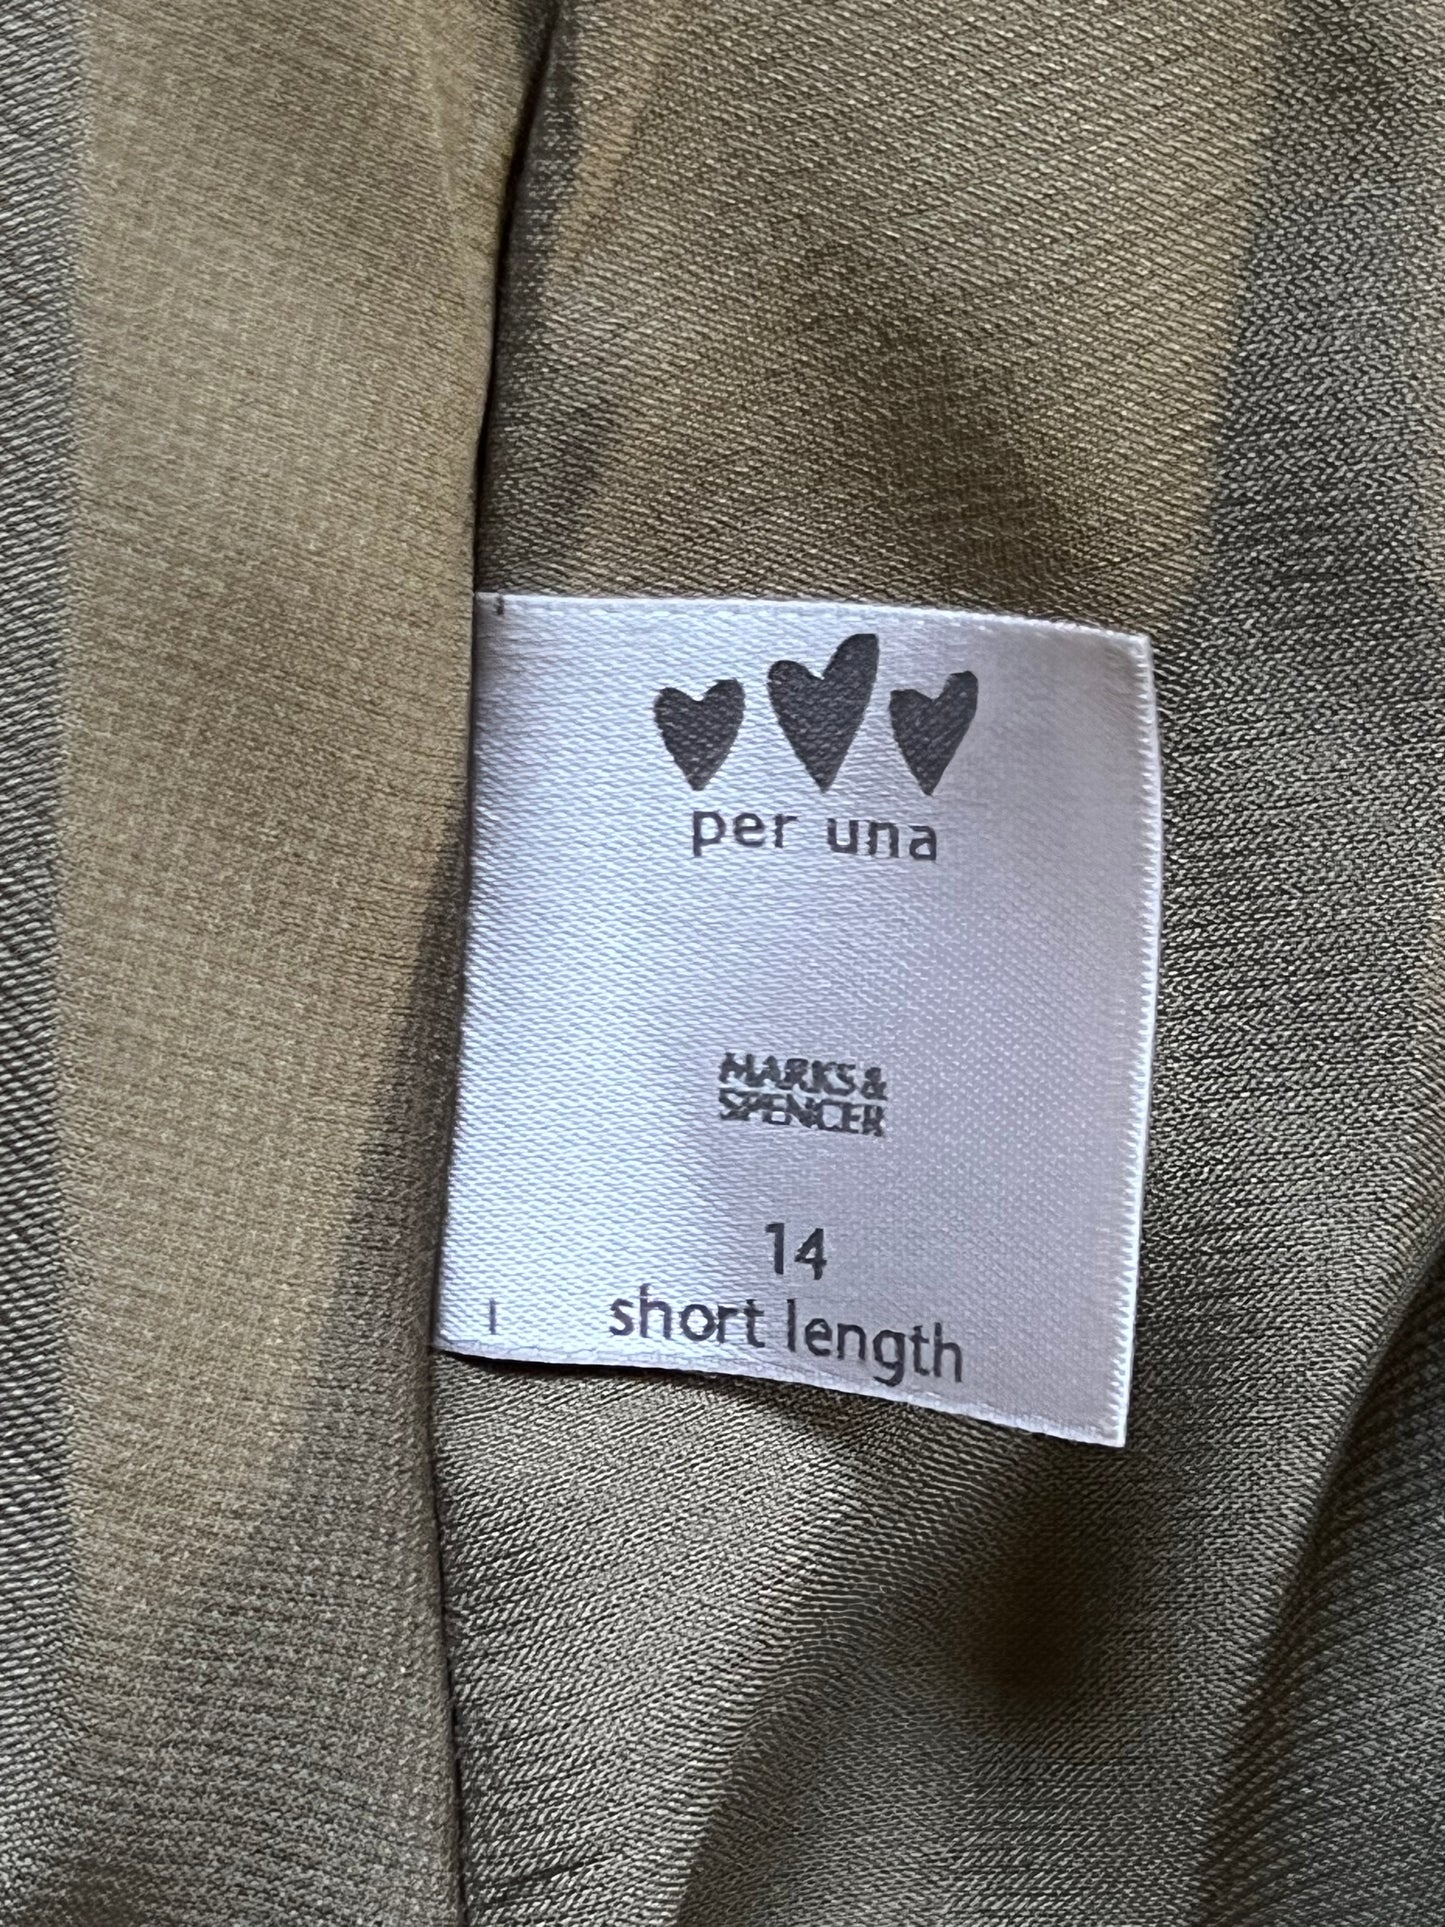 per una
MARKS &
SPENCER
14
short length